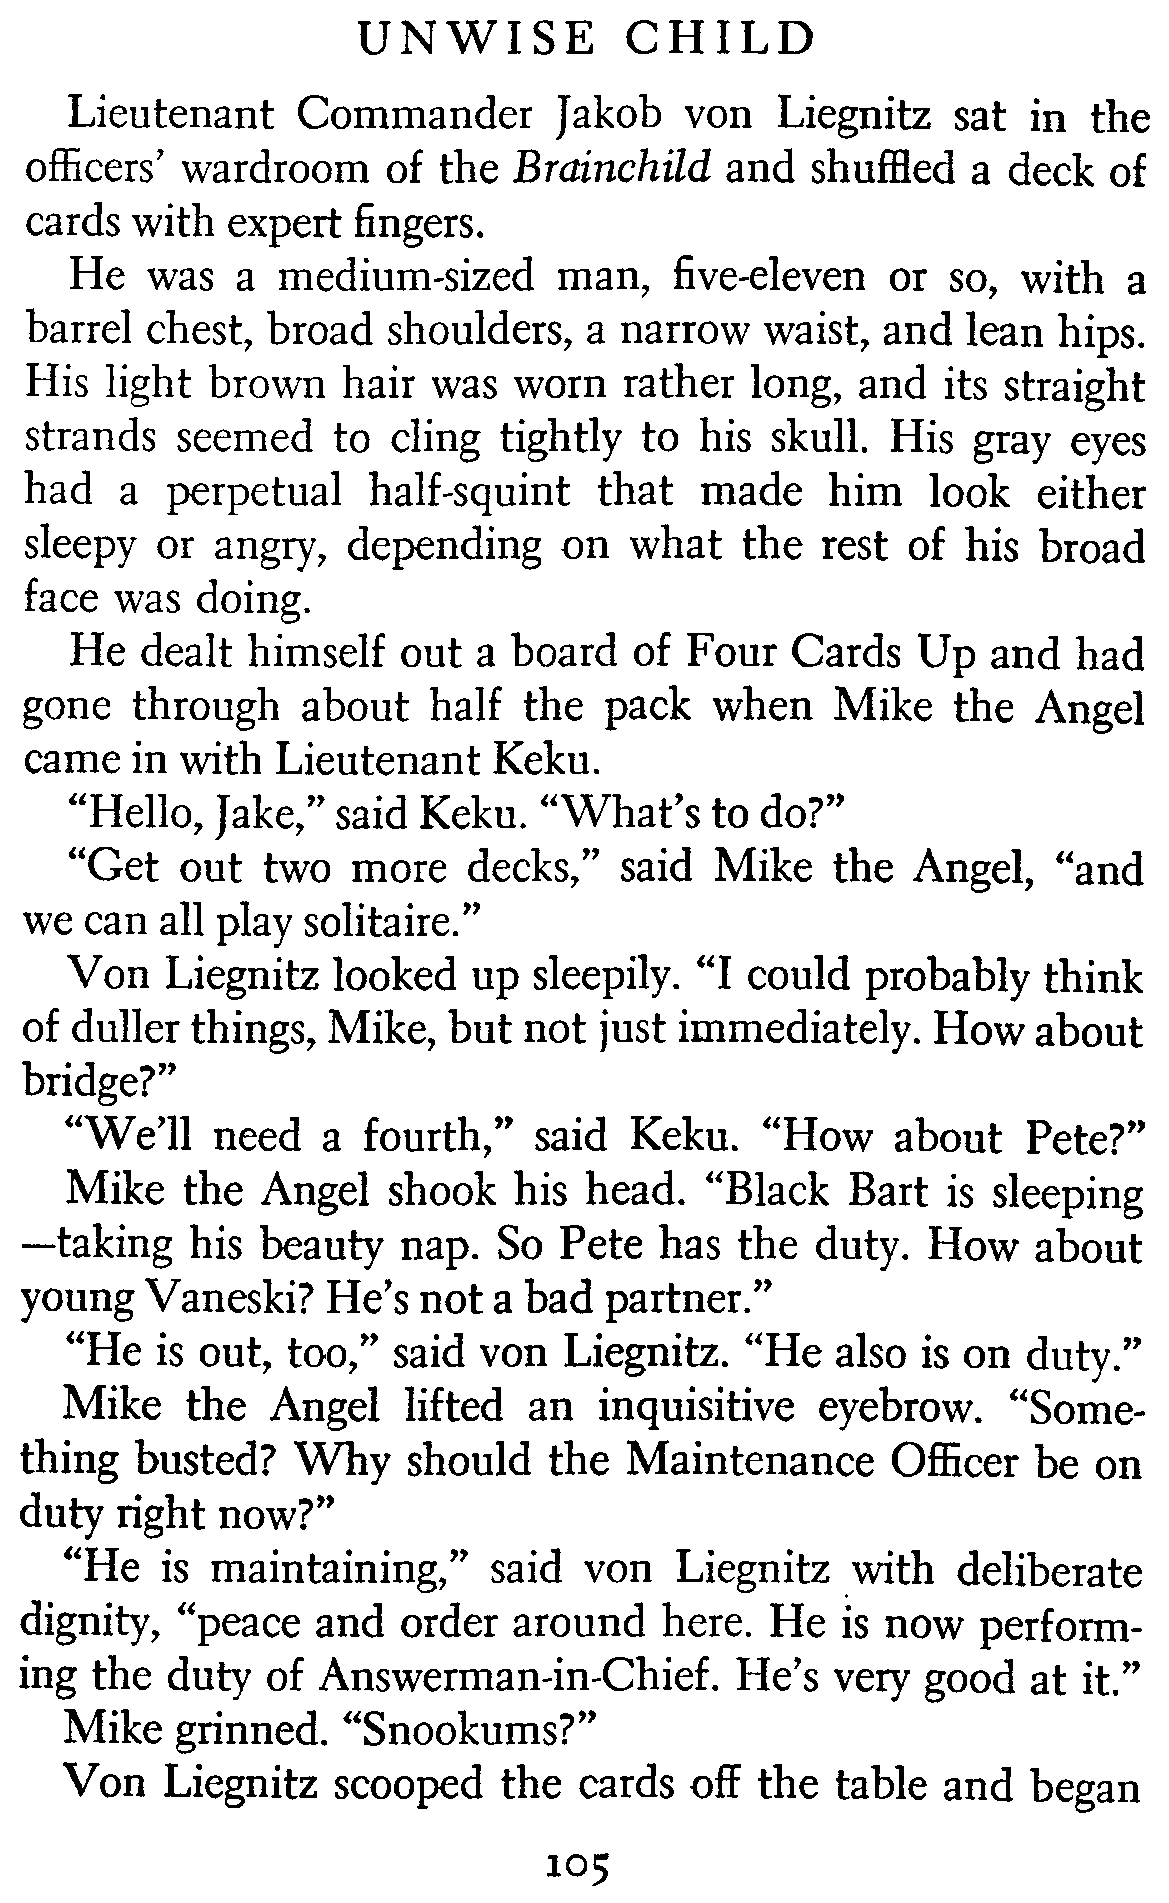 UNWISE CHILD
Lieutenant Commander Jakob von Liegnitz sat in the
officers' wardroom of the Brainchild and shuffled a deck of
cards with expert fingers.
He was a medium-sized man, five-eleven or so, with a
barrel chest, broad shoulders, a narrow waist, and lean hips.
His light brown hair was worn rather long, and its straight
strands seemed to cling tightly to his skull. His gray eyes
had a perpetual half-squint that made him look either
sleepy or angry, depending on what the rest of his broad
face was doing.
He dealt himself out a board of Four Cards Up and had
gone through about half the pack when Mike the Angel
came in with Lieutenant Keku.
“Hello, Jake,” said Keku. “What's to do?”
“Get out two more decks,” said Mike the Angel, “and
we can all play solitaire.”
Von Liegnitz looked up sleepily. “I could probably think
of duller things, Mike, but not just immediately. How about
bridge?”
“We'll need a fourth,” said Keku. “How about Pete?”
Mike the Angel shook his head. “Black Bart is sleeping
—taking his beauty nap. So Pete has the duty. How about
young Vaneski? He's not a bad partner.”
“He is out, too,” said von Liegnitz. “He also is on duty.”
Mike the Angel lifted an inquisitive eyebrow. “Some-
thing busted? Why should the Maintenance Officer be on
duty right now?”
“He is maintaining,” said von Liegnitz with deliberate
dignity, “peace and order around here. He is now perform-
ing the duty of Answerman-in-Chief. He's very good at it.”
Mike grinned. “Snookums?”
Von Liegnitz scooped the cards off the table and began
105